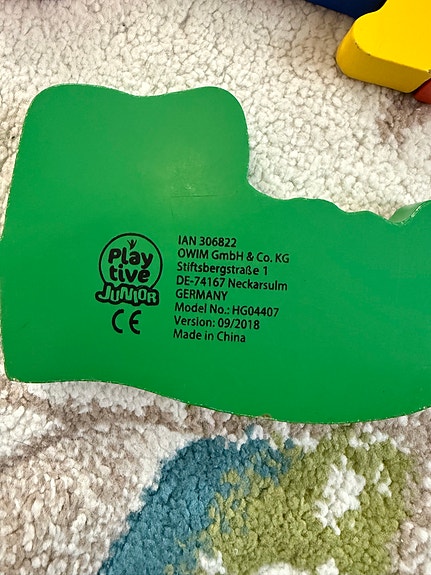 Play
tive
JUNIOR
CE
IAN 306822
OWIM GmbH & Co. KG
Stiftsbergstraße 1
DE-74167 Neckarsulm
GERMANY
Model No.: HG04407
Version: 09/2018
Made in China